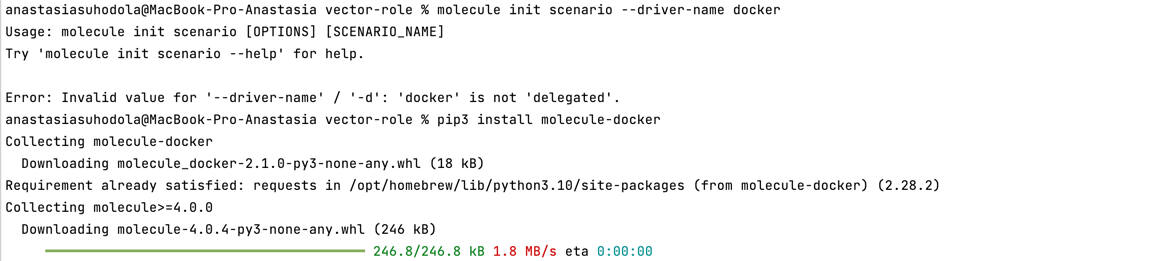 anastasiasuhodola@MacBook-Pro-Anastasia vector-role % molecule init scenario --driver-name docker
Usage: molecule init scenario [OPTIONS] [SCENARIO_NAME]
Try 'molecule init scenario --help' for help.
Error: Invalid value for '--driver-name' / '-d': 'docker' is not 'delegated'.
anastasiasuhodola@MacBook-Pro-Anastasia vector-role % pip3 install molecule-docker
Collecting molecule-docker
  Downloading molecule_docker-2.1.0-py3-none-any.whl (18 kB)
Requirement already satisfied: requests in /opt/homebrew/lib/python3.10/site-packages (from molecule-docker) (2.28.2)
Collecting molecule>=4.0.0
  Downloading molecule-4.0.4-py3-none-any.whl (246 kB)
246.8/246.8 kB 1.8 MB/s eta 0:00:00